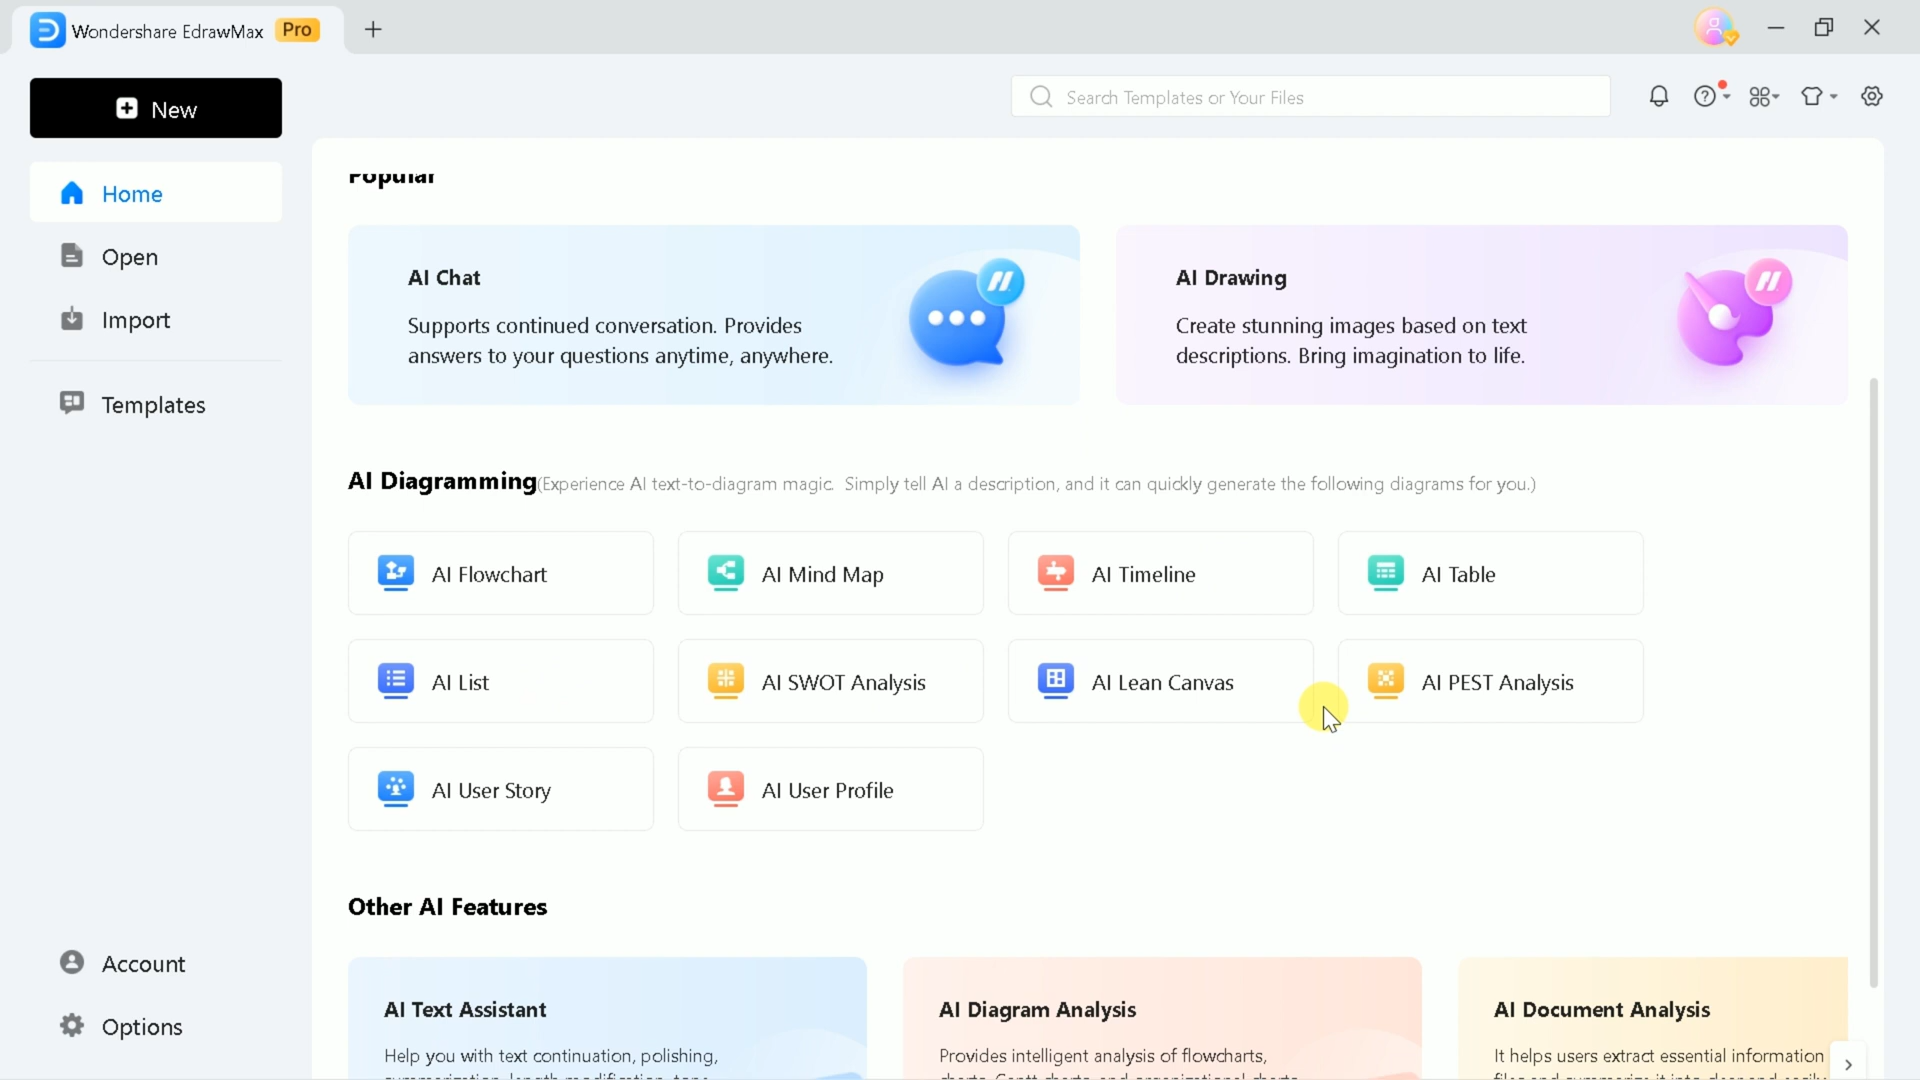 Wondershare EdrawMax Pro
New
Search Templates or Your Files
Home
Open
Import
Templates
Account
Options
Popular
AI Chat
Supports continued conversation. Provides
answers to your questions anytime, anywhere.
AI Drawing
Create stunning images based on text
descriptions. Bring imagination to life.
AI Diagramming(Experience AI text-to-diagram magic. Simply tell AI a description, and it can quickly generate the following diagrams for you.)
AI Flowchart
AI Mind Map
AI Timeline
AI Table
AI List
AI SWOT Analysis
AI Lean Canvas
AI PEST Analysis
AI User Story
AI User Profile
Other AI Features
AI Text Assistant
Help you with text continuation, polishing,
AI Diagram Analysis
Provides intelligent analysis of flowcharts,
AI Document Analysis
It helps users extract essential information